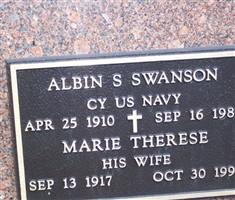 ALBIN S SWANSON
CY US NAVY
APR 25 1910 SEP 16 198
MARIE THERESE
HIS WIFE
SEP 13 1917 OCT 30 199